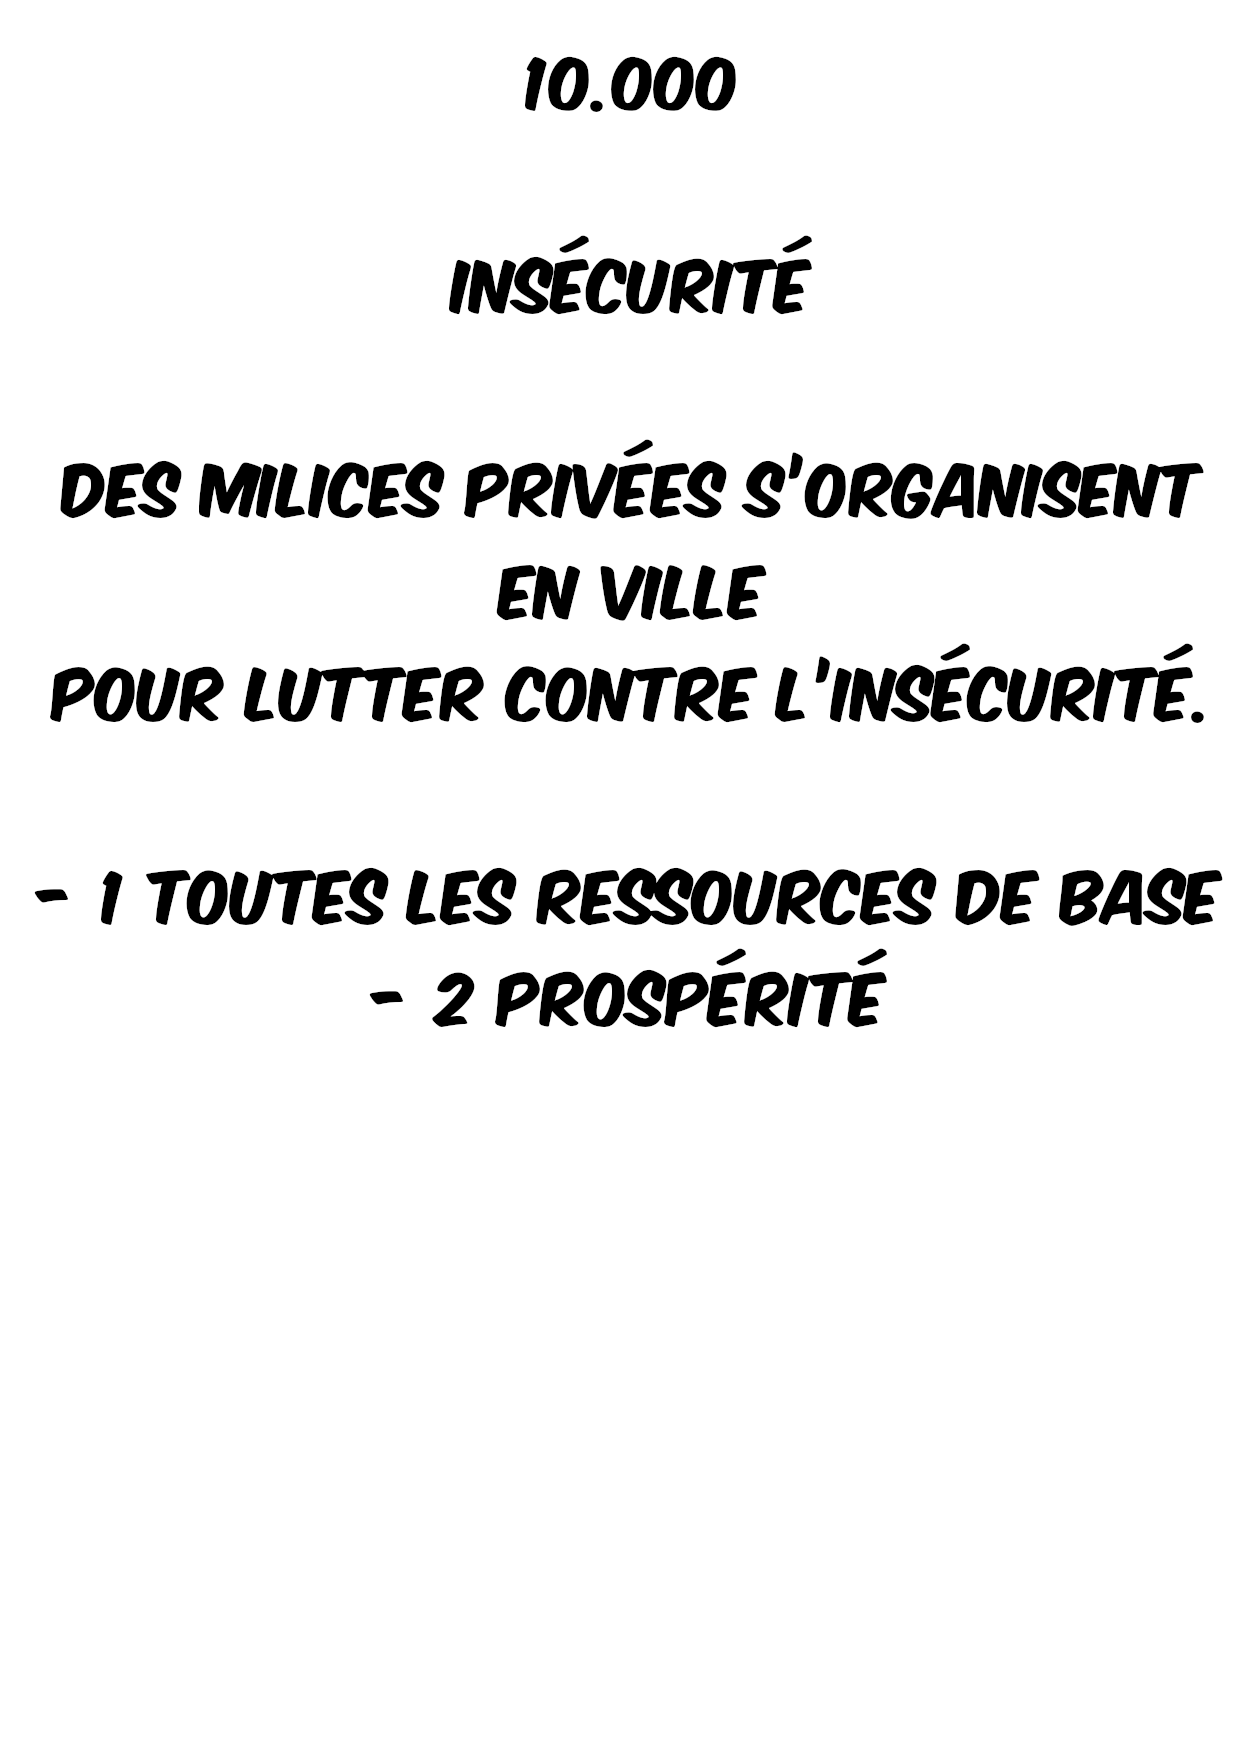 10.000
INSÉCURITÉ
DES MILICES PRIVÉES S'ORGANISENT
EN VILLE
POUR LUTTER CONTRE L'INSÉCURITÉ.
- 1 TOUTES LES RESSOURCES DE BASE
- 2 PROSPÉRITÉ